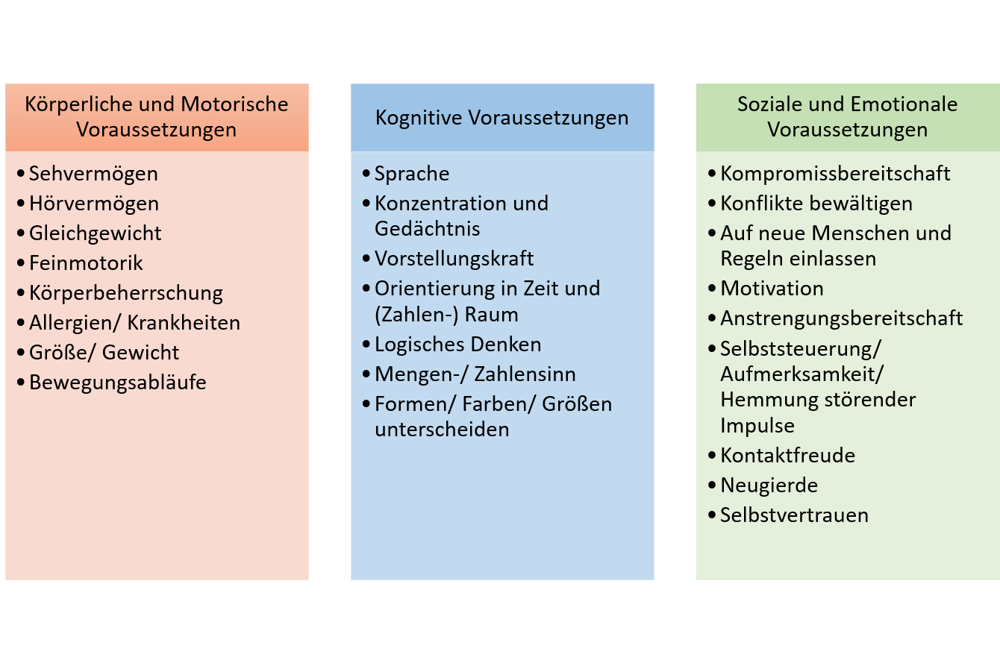 Körperliche und Motorische
Voraussetzungen
•Sehvermögen
•Hörvermögen
•Gleichgewicht
•Feinmotorik
•Körperbeherrschung
•Allergien/ Krankheiten
•Größe/ Gewicht
•Bewegungsabläufe
Kognitive Voraussetzungen
•Sprache
•Konzentration und
Gedächtnis
•Vorstellungskraft
•Orientierung in Zeit und
(Zahlen-) Raum
•Logisches Denken
•Mengen-/ Zahlensinn
•Formen/ Farben/ Größen
unterscheiden
Soziale und Emotionale
Voraussetzungen
•Kompromissbereitschaft
•Konflikte bewältigen
•Auf neue Menschen und
Regeln einlassen
•Motivation
•Anstrengungsbereitschaft
•Selbststeuerung/
Aufmerksamkeit/
Hemmung störender
Impulse
•Kontaktfreude
•Neugierde
•Selbstvertrauen